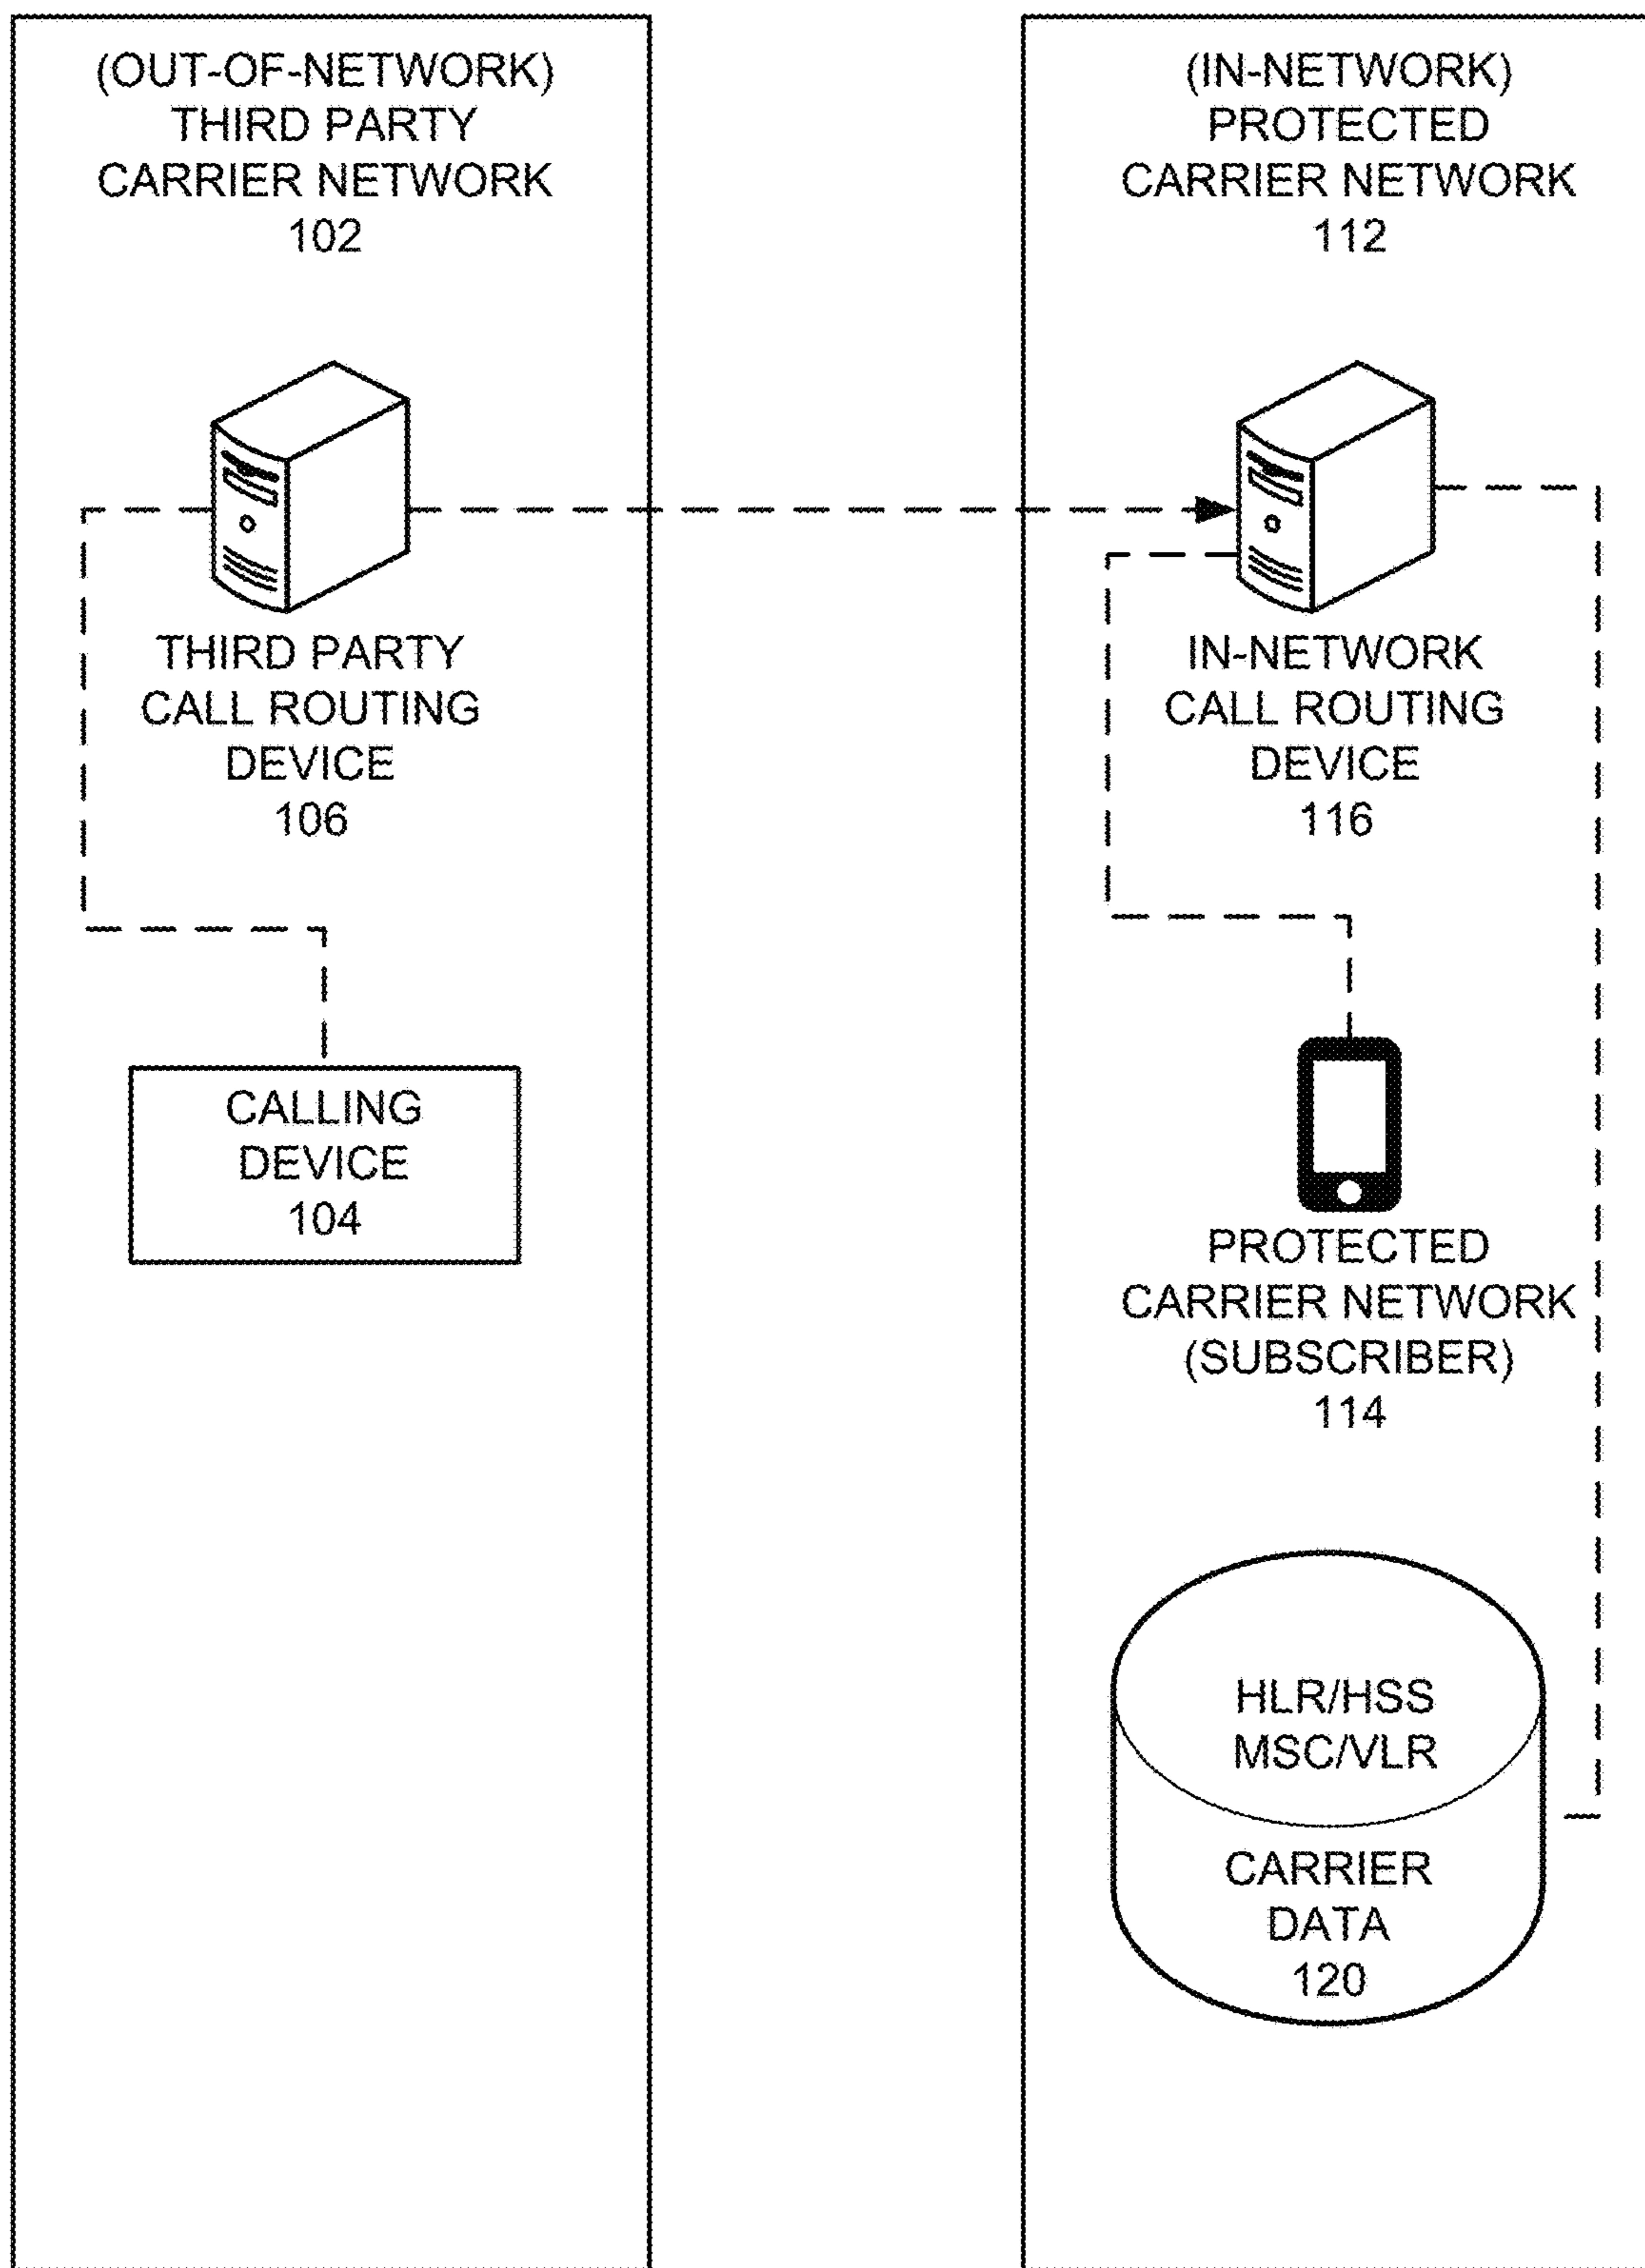 (OUT-OF-NETWORK)
THIRD PARTY
CARRIER NETWORK
102
THIRD PARTY
CALL ROUTING
DEVICE
106
CALLING
DEVICE
104
(IN-NETWORK)
PROTECTED
CARRIER NETWORK
112
IN-NETWORK
CALL ROUTING
DEVICE
116
PROTECTED
CARRIER NETWORK
(SUBSCRIBER)
114
HLR/HSS
MSC/VLR
CARRIER
DATA
120